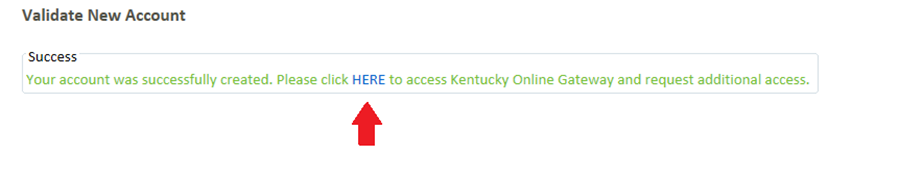 Validate New Account
Success
Your account was successfully created. Please click HERE to access Kentucky Online Gateway and request additional access.